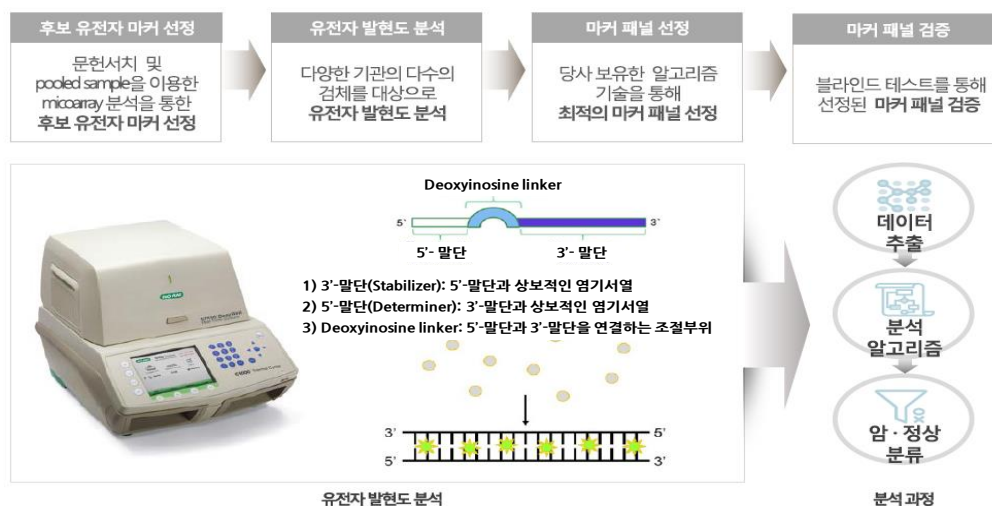 후보 유전자 마커 선정
문헌서치 및
pooled sample을 이용한
micoarray 분석을 통한
후보 유전자 마커 선정
유전자 발현도 분석
다양한 기관의 다수의
검체를 대상으로
유전자 발현도 분석
마커 패널 선정
당사 보유한 알고리즘
기술을 통해
최적의 마커 패널 선정
마커 패널 검증
블라인드 테스트를 통해
선정된 마커 패널 검증
Deoxyinosine linker
5` 3`
5'- 말단 3'- 말단
1) 3'-말단(Stabilizer): 5'-말단과 상보적인 염기서열
2) 5'-말단(Determiner): 3'-말단과 상보적인 염기서열
3) Deoxyinosine linker: 5'-말단과 3'-말단을 연결하는 조절부위
BIO RAD
3` 5`
5` 3`
유전자 발현도 분석
데이터
추출
분석
알고리즘
암 · 정상
분류
분석 과정